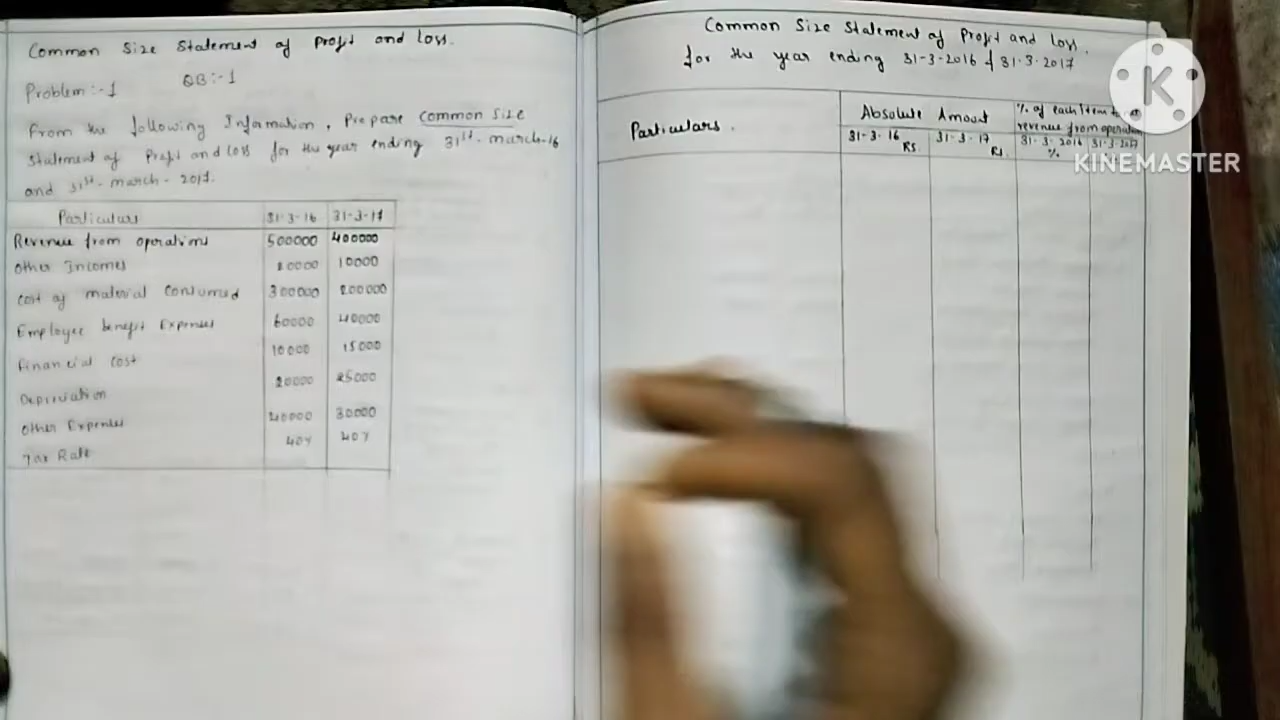 Common Size Statement of Profit and Loss.
Problem:-1 QB:-1
From the following Information, Prepare Common Size
Statement of Profit and Loss for the year ending 31st-march-16
and 31st-march-2017.
Particulars 31-3-16 31-3-17
Revenue from operations 500000 400000
Other Incomes 10000
Cost of material Consumed 300000 200000
Employee benefit Expenses 60000 40000
Financial Cost 10000 15000
Depriciation 20000 25000
Other Expenses 40000 30000
Tax Rate 40% 40%
Common Size Statement of Profit and Loss.
for the year ending 31-3-2016 & 31-3-2017
Particulars. Absolute Amount % of each Item to
revenue from operation
31-3-16 Rs. 31-3-17 Rs. 31-3-2016 % 31-3-2017
K
KINEMASTER